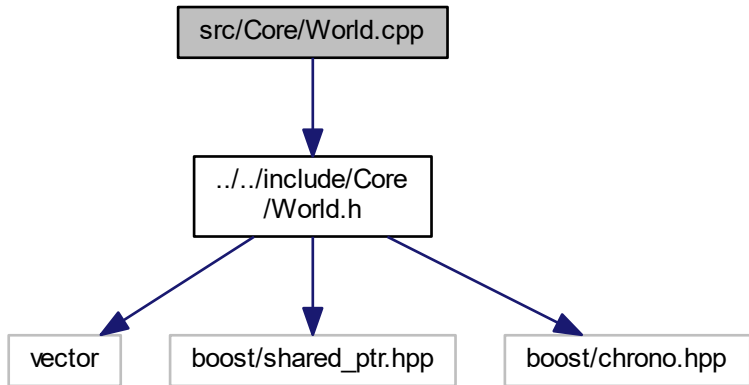 src/Core/World.cpp
../../include/Core
/World.h
vector
boost/shared_ptr.hpp
boost/chrono.hpp